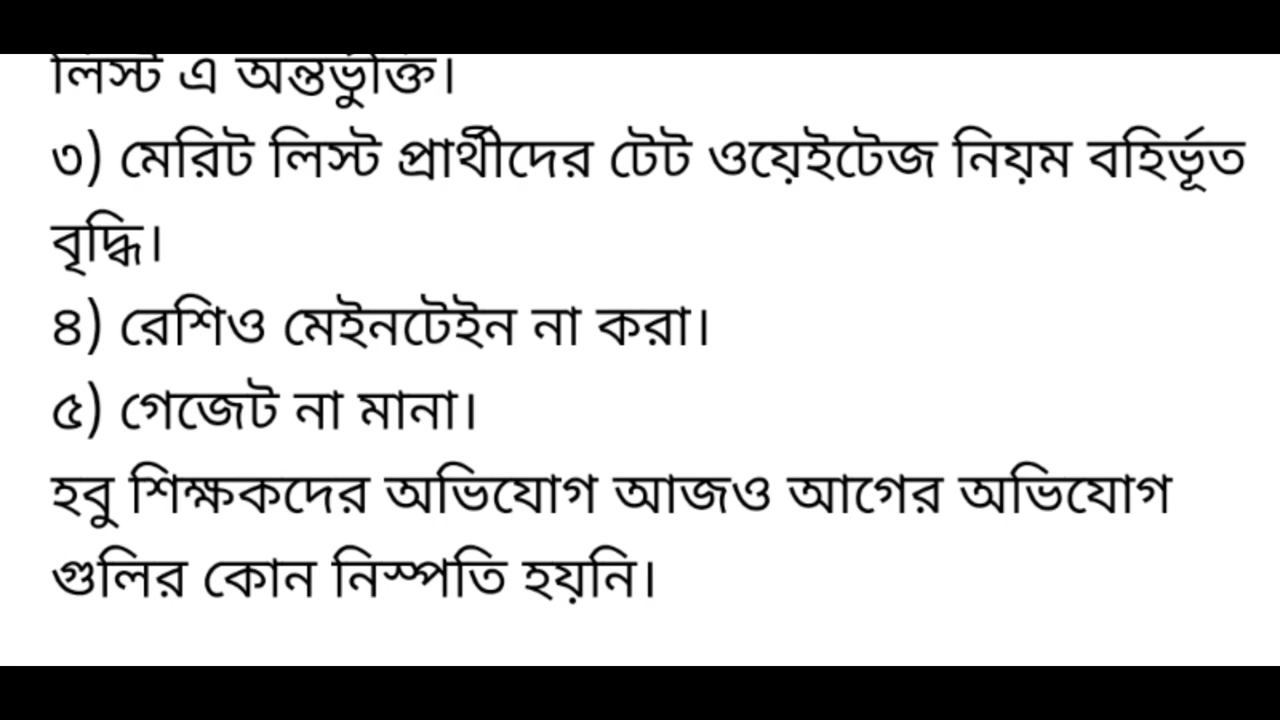 লিস্ট এ অন্তর্ভুক্তি।
৩) মেরিট লিস্ট প্রার্থীদের টেট ওয়েইটেজ নিয়ম বহির্ভূত
বৃদ্ধি।
৪) রেশিও মেইনটেইন না করা।
৫) গেজেট না মানা।
হবু শিক্ষকদের অভিযোগ আজও আগের অভিযোগ
গুলির কোন নিস্পতি হয়নি।